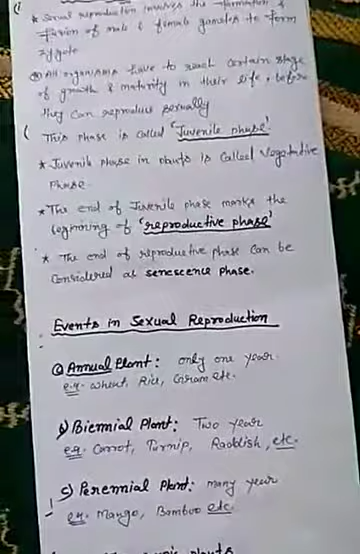 * Sexual reproduction involves the formation &
fusion of male & female gametes to form
zygote
* All organisms have to reach certain stage
of growth & maturity in their life, before
they can reproduce sexually
( This phase is called 'Juvenile phase'.
* Juvenile phase in plants is called vegetative
Phase.
* The end of Juvenile phase marks the
beginning of 'reproductive phase'
* The end of reproductive phase can be
considered as senescence phase.
Events in Sexual Reproduction
a) Annual Plant: only one year.
e.g. wheat, Rice, Gram etc.
b) Biennial Plant: Two year
eg. Carrot, Turnip, Raddish, etc.
c) Perennial Plant: many year
eg. Mango, Bamboo etc.
plants